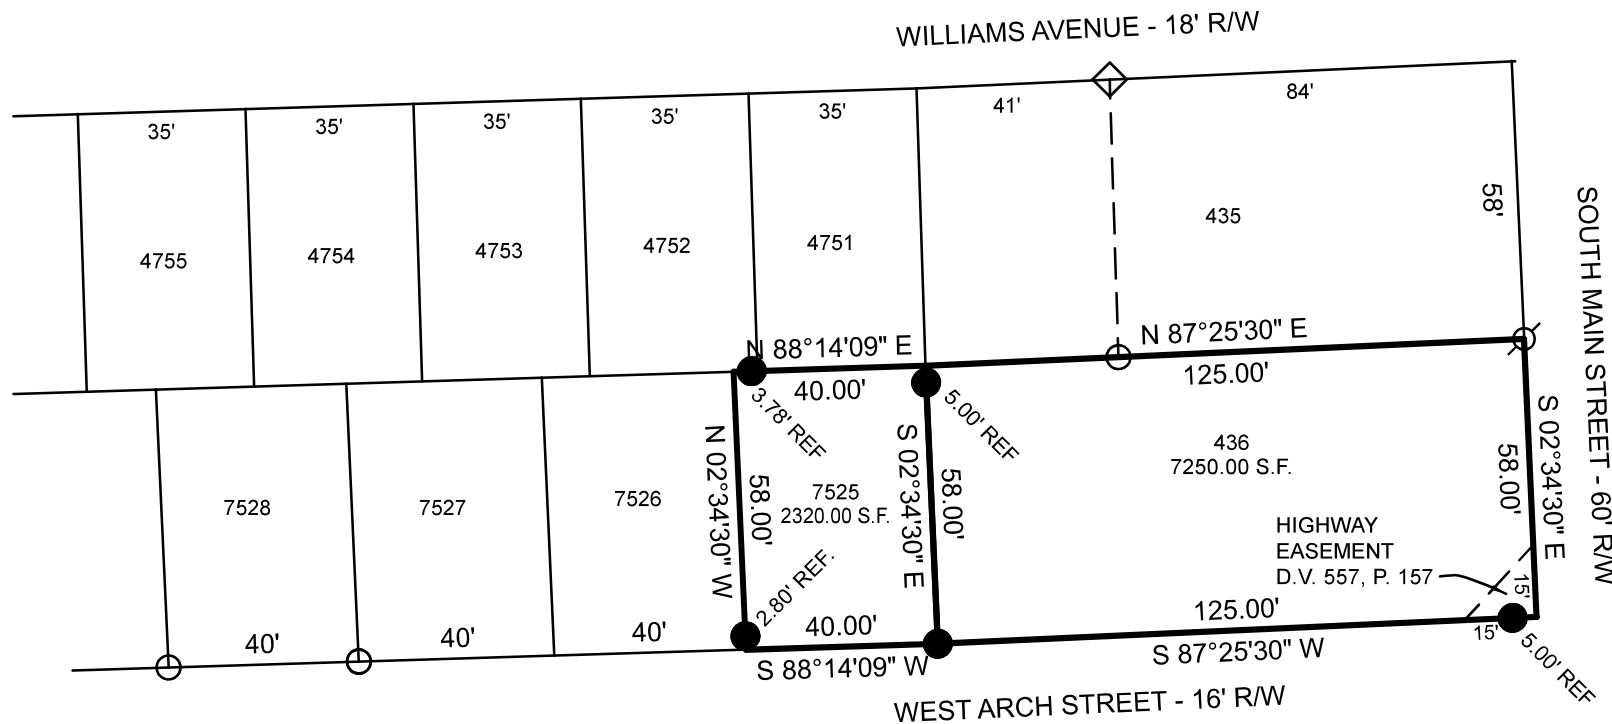 WILLIAMS AVENUE - 18' R/W
35'
35'
35'
35'
35'
41'
84'
4755
4754
4753
4752
4751
435
58'
SOUTH MAIN STREET - 60' R/W
N 88°14'09" E
40.00'
N 87°25'30" E
125.00'
3.78' REF
5.00' REF
N 02°34'30" W
58.00'
7525
2320.00 S.F.
S 02°34'30" E
58.00'
436
7250.00 S.F.
58.00'
S 02°34'30" E
7528
7527
7526
HIGHWAY
EASEMENT
D.V. 557, P. 157
15'
15'
2.80' REF.
40'
40'
40'
40.00'
S 88°14'09" W
125.00'
S 87°25'30" W
5.00' REF
WEST ARCH STREET - 16' R/W